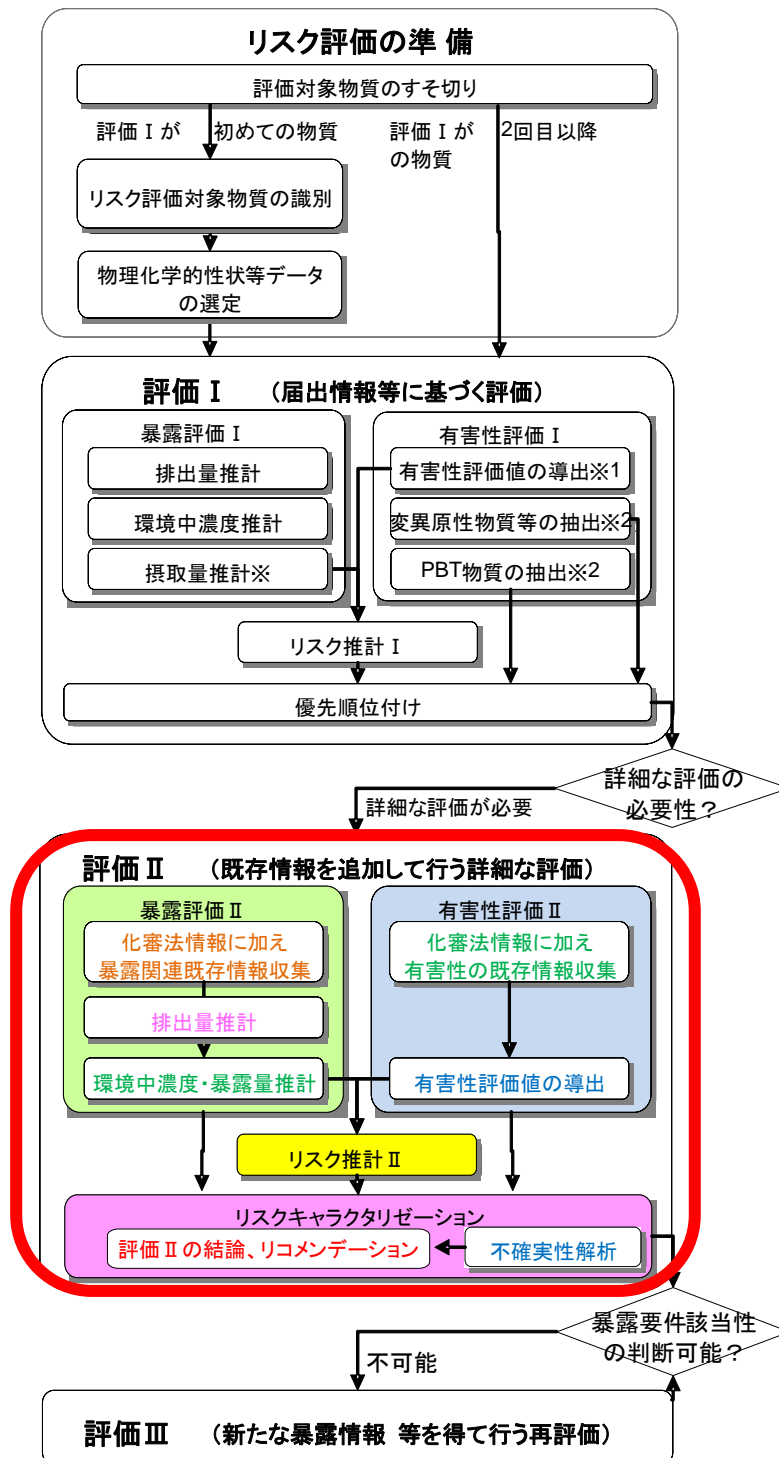 リスク評価の準 備
評価対象物質のすそ切り
評価Ⅰが 初めての物質
評価Ⅰが 2回目以降
の物質
リスク評価対象物質の識別
物理化学的性状等データ
の選定
評価Ⅰ (届出情報等に基づく評価)
暴露評価Ⅰ
有害性評価Ⅰ
排出量推計
有害性評価値の導出※1
環境中濃度推計
変異原性物質等の抽出※2
摂取量推計※
PBT物質の抽出※2
リスク推計Ⅰ
優先順位付け
詳細な評価の
必要性?
詳細な評価が必要
評価Ⅱ (既存情報を追加して行う詳細な評価)
暴露評価Ⅱ
有害性評価Ⅱ
化審法情報に加え
暴露関連既存情報収集
化審法情報に加え
有害性の既存情報収集
排出量推計
環境中濃度・暴露量推計
有害性評価値の導出
リスク推計Ⅱ
リスクキャラクタリゼーション
評価Ⅱの結論、リコメンデーション
不確実性解析
暴露要件該当性
の判断可能?
不可能
評価Ⅲ (新たな暴露情報 等を得て行う再評価)